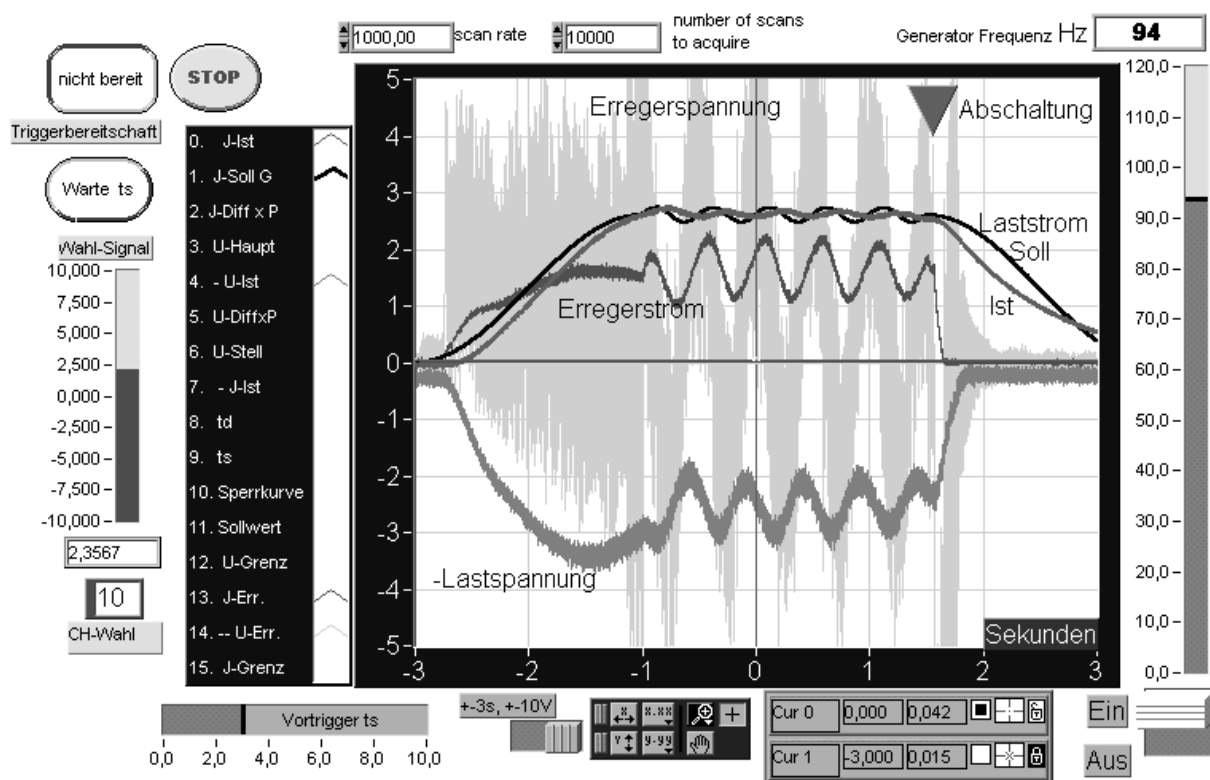 1000,00 scan rate
10000
number of scans
to acquire
Generator Frequenz Hz
94
nicht bereit
STOP
Triggerbereitschaft
Warte ts
Wahl-Signal
10,000
7,500
5,000
2,500
0,000
-2,500
-5,000
-7,500
-10,000
2,3567
10
CH-Wahl
0. J-Ist
1. J-Soll G
2. J-Diff x P
3. U-Haupt
4. - U-Ist
5. U-DiffxP
6. U-Stell
7. - J-Ist
8. td
9. ts
10. Sperrkurve
11. Sollwert
12. U-Grenz
13. J-Err.
14. -- U-Err.
15. J-Grenz
5
4
3
2
1
0
-1
-2
-3
-4
-5
Erregerspannung
Abschaltung
Laststrom
Soll
Ist
Erregerstrom
-Lastspannung
Sekunden
-3 -2 -1 0 1 2 3
120,0
110,0
100,0
90,0
80,0
70,0
60,0
50,0
40,0
30,0
20,0
10,0
0,0
Vortrigger ts
0,0 2,0 4,0 6,0 8,0 10,0
+-3s, +-10V
X X.XX
Y Y.YY
Cur 0 0,000 0,042
Cur 1 -3,000 0,015
Ein
Aus